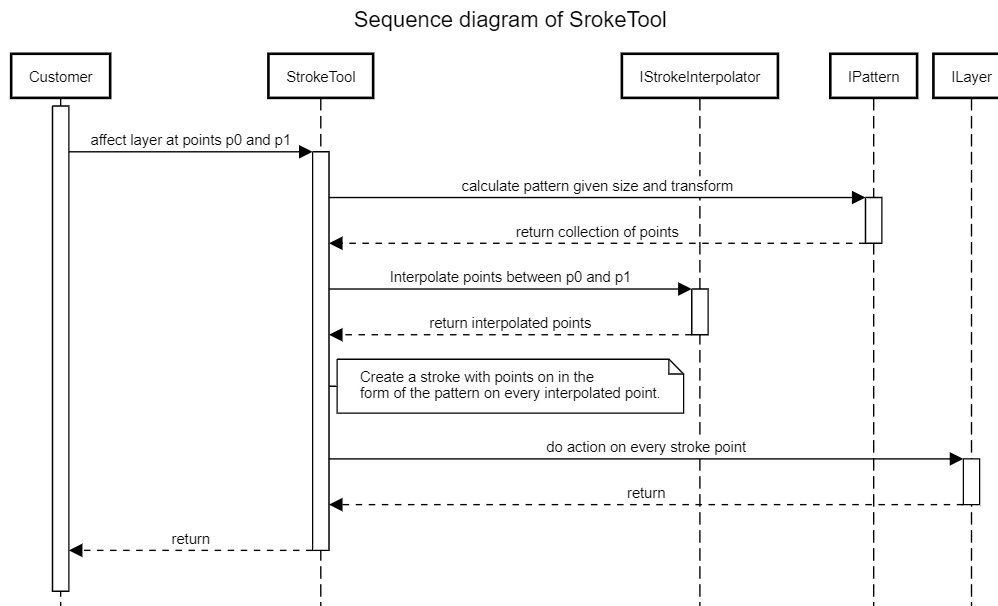 Sequence diagram of SrokeTool
Customer
StrokeTool
IStrokeInterpolator
IPattern
ILayer
affect layer at points p0 and p1
calculate pattern given size and transform
return collection of points
Interpolate points between p0 and p1
return interpolated points
Create a stroke with points on in the
form of the pattern on every interpolated point.
do action on every stroke point
return
return